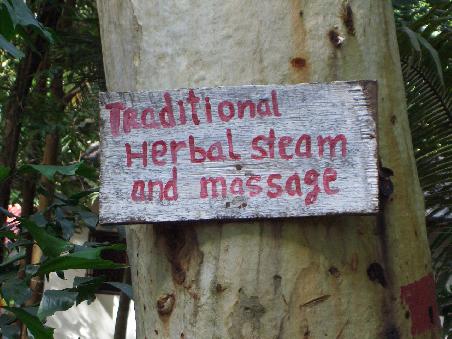 Traditional
Herbal steam
and massage